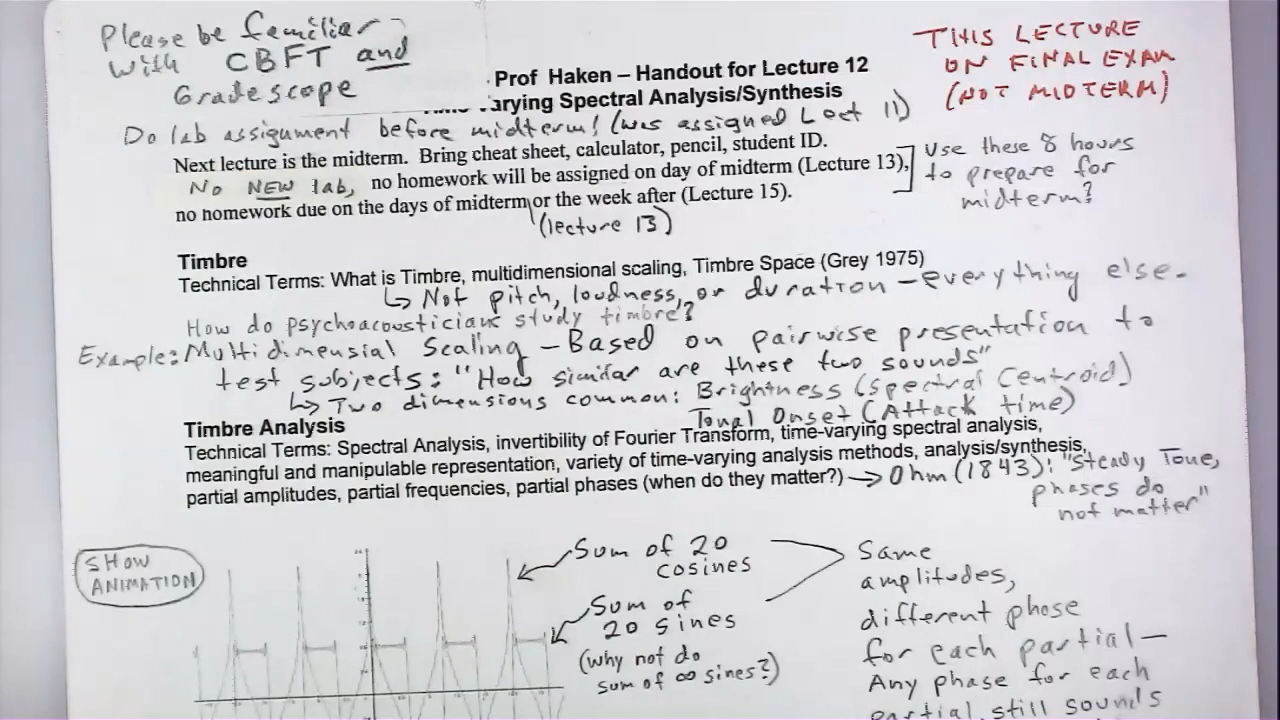 Please be familiar
with CBFT and
Gradescope
THIS LECTURE
ON FINAL EXAM
(NOT MIDTERM)
Prof Haken – Handout for Lecture 12
Varying Spectral Analysis/Synthesis
Do lab assignment before midterm! (was assigned Lect 11)
Next lecture is the midterm. Bring cheat sheet, calculator, pencil, student ID.
No NEW lab, no homework will be assigned on day of midterm (Lecture 13),
no homework due on the days of midterm or the week after (Lecture 15).
(lecture 13)
Use these 8 hours
to prepare for
midterm?
Timbre
Technical Terms: What is Timbre, multidimensional scaling, Timbre Space (Grey 1975)
↳ Not pitch, loudness, or duration – everything else.
How do psychoacousticians study timbre?
Example: Multidimensial Scaling – Based on pairwise presentation to
test subjects: "How similar are these two sounds"
↳ Two dimensions common: Brightness (Spectral Centroid)
Tonal Onset (Attack time)
Timbre Analysis
Technical Terms: Spectral Analysis, invertibility of Fourier Transform, time-varying spectral analysis,
meaningful and manipulable representation, variety of time-varying analysis methods, analysis/synthesis,
partial amplitudes, partial frequencies, partial phases (when do they matter?) → Ohm (1843): "Steady Tone,
phases do
not matter"
SHOW
ANIMATION
Sum of 20
cosines
Sum of
20 sines
(why not do
sum of ∞ sines?)
Same
amplitudes,
different phase
for each partial –
Any phase for each
partial still sounds